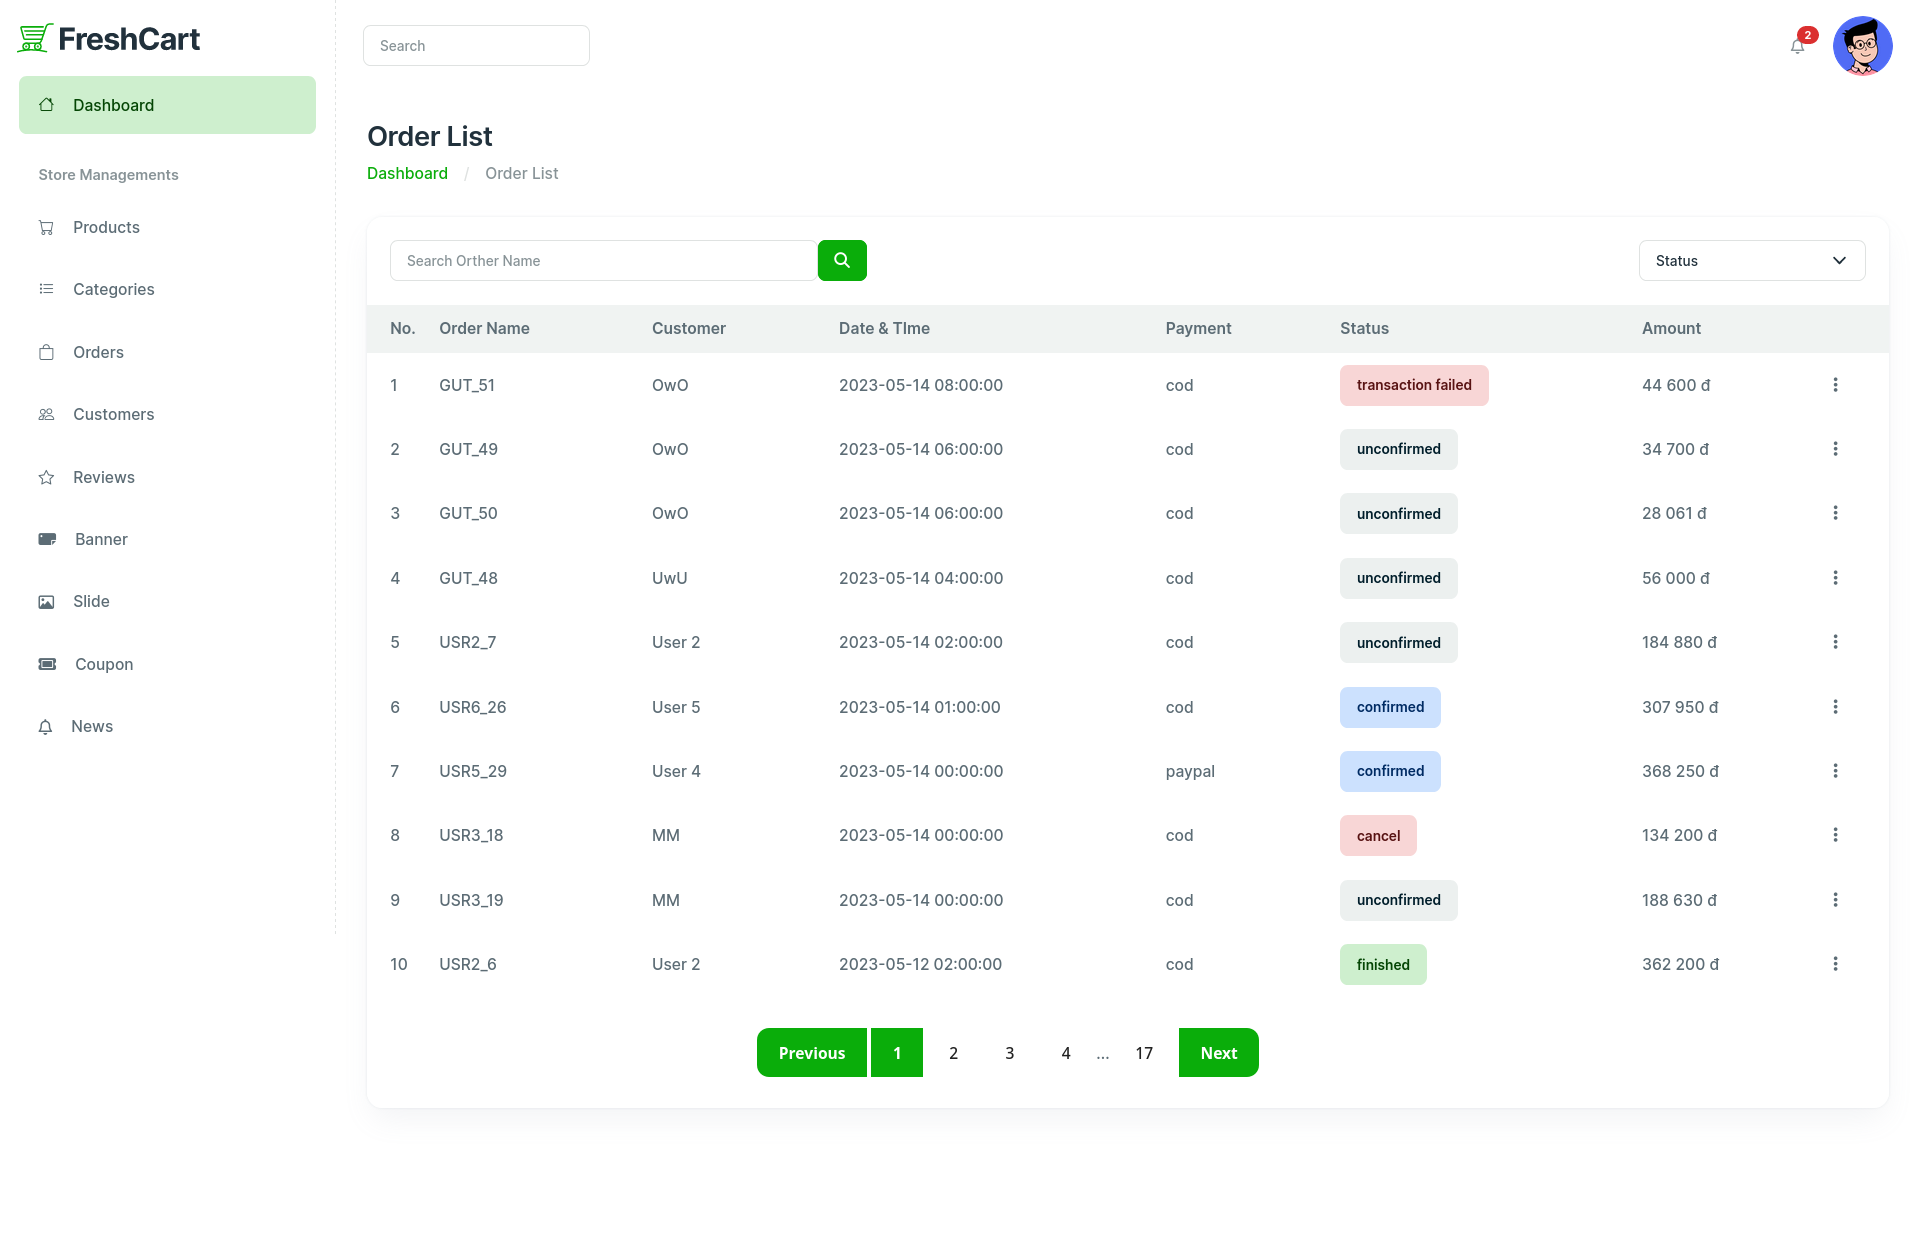 FreshCart
Search
2
Dashboard
Store Managements
Products
Categories
Orders
Customers
Reviews
Banner
Slide
Coupon
News
Order List
Dashboard / Order List
Search Orther Name
Status
No. Order Name Customer Date & TIme Payment Status Amount
1 GUT_51 OwO 2023-05-14 08:00:00 cod transaction failed 44 600 đ
2 GUT_49 OwO 2023-05-14 06:00:00 cod unconfirmed 34 700 đ
3 GUT_50 OwO 2023-05-14 06:00:00 cod unconfirmed 28 061 đ
4 GUT_48 UwU 2023-05-14 04:00:00 cod unconfirmed 56 000 đ
5 USR2_7 User 2 2023-05-14 02:00:00 cod unconfirmed 184 880 đ
6 USR6_26 User 5 2023-05-14 01:00:00 cod confirmed 307 950 đ
7 USR5_29 User 4 2023-05-14 00:00:00 paypal confirmed 368 250 đ
8 USR3_18 MM 2023-05-14 00:00:00 cod cancel 134 200 đ
9 USR3_19 MM 2023-05-14 00:00:00 cod unconfirmed 188 630 đ
10 USR2_6 User 2 2023-05-12 02:00:00 cod finished 362 200 đ
Previous 1 2 3 4 ... 17 Next